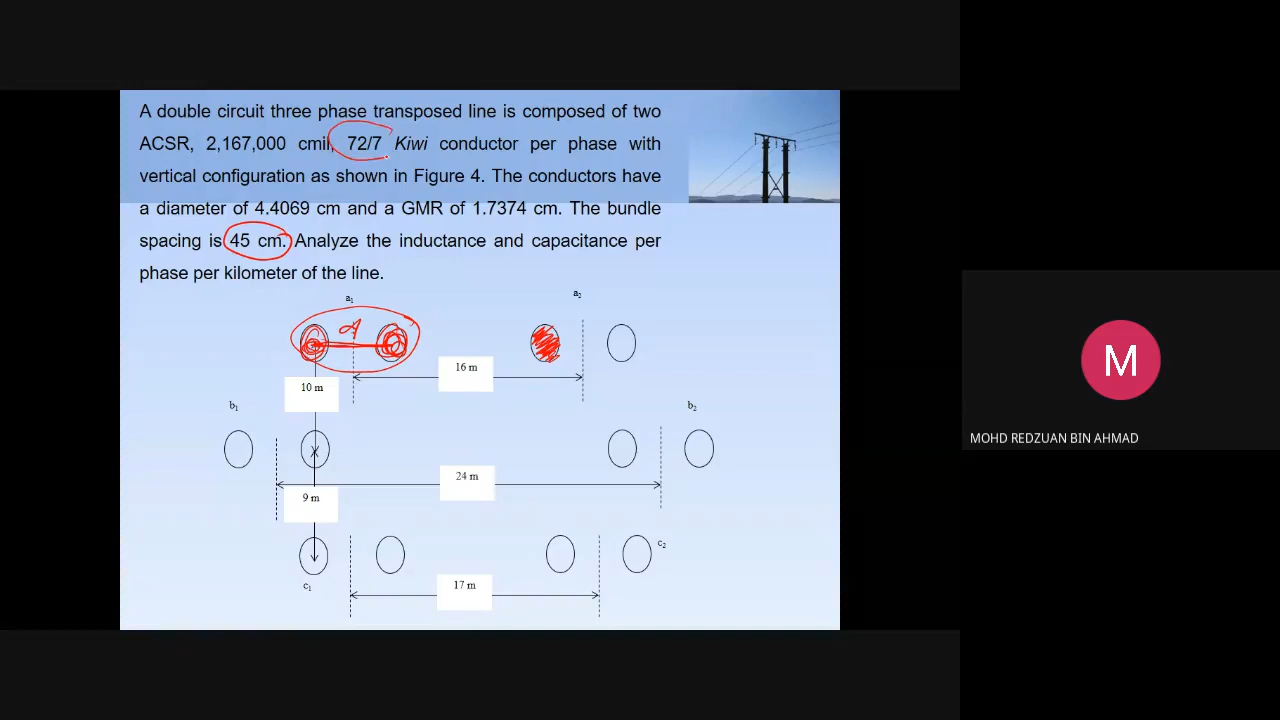 A double circuit three phase transposed line is composed of two
ACSR, 2,167,000 cmil, 72/7 Kiwi conductor per phase with
vertical configuration as shown in Figure 4. The conductors have
a diameter of 4.4069 cm and a GMR of 1.7374 cm. The bundle
spacing is 45 cm. Analyze the inductance and capacitance per
phase per kilometer of the line.
a₁ a₂
d
16 m
10 m
b₁ b₂
MOHD REDZUAN BIN AHMAD
M
24 m
9 m
c₂
c₁
17 m